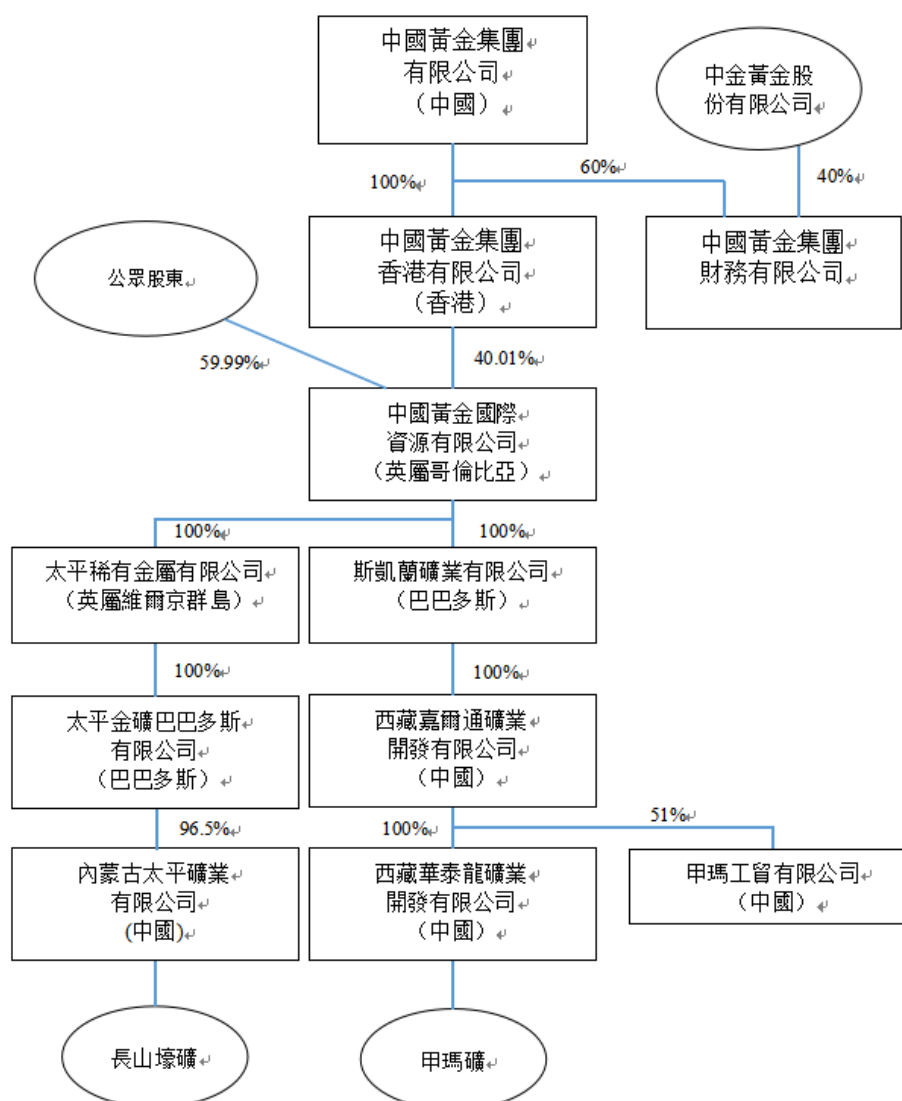 中國黃金集團
有限公司
（中國）
中金黃金股
份有限公司
100%
60%
40%
中國黃金集團
香港有限公司
（香港）
中國黃金集團
財務有限公司
公眾股東
59.99%
40.01%
中國黃金國際
資源有限公司
（英屬哥倫比亞）
100%
100%
太平稀有金屬有限公司
（英屬維爾京群島）
斯凱蘭礦業有限公司
（巴巴多斯）
100%
100%
太平金礦巴巴多斯
有限公司
（巴巴多斯）
西藏嘉爾通礦業
開發有限公司
（中國）
96.5%
100%
51%
內蒙古太平礦業
有限公司
(中國)
西藏華泰龍礦業
開發有限公司
（中國）
甲瑪工貿有限公司
（中國）
長山壕礦
甲瑪礦